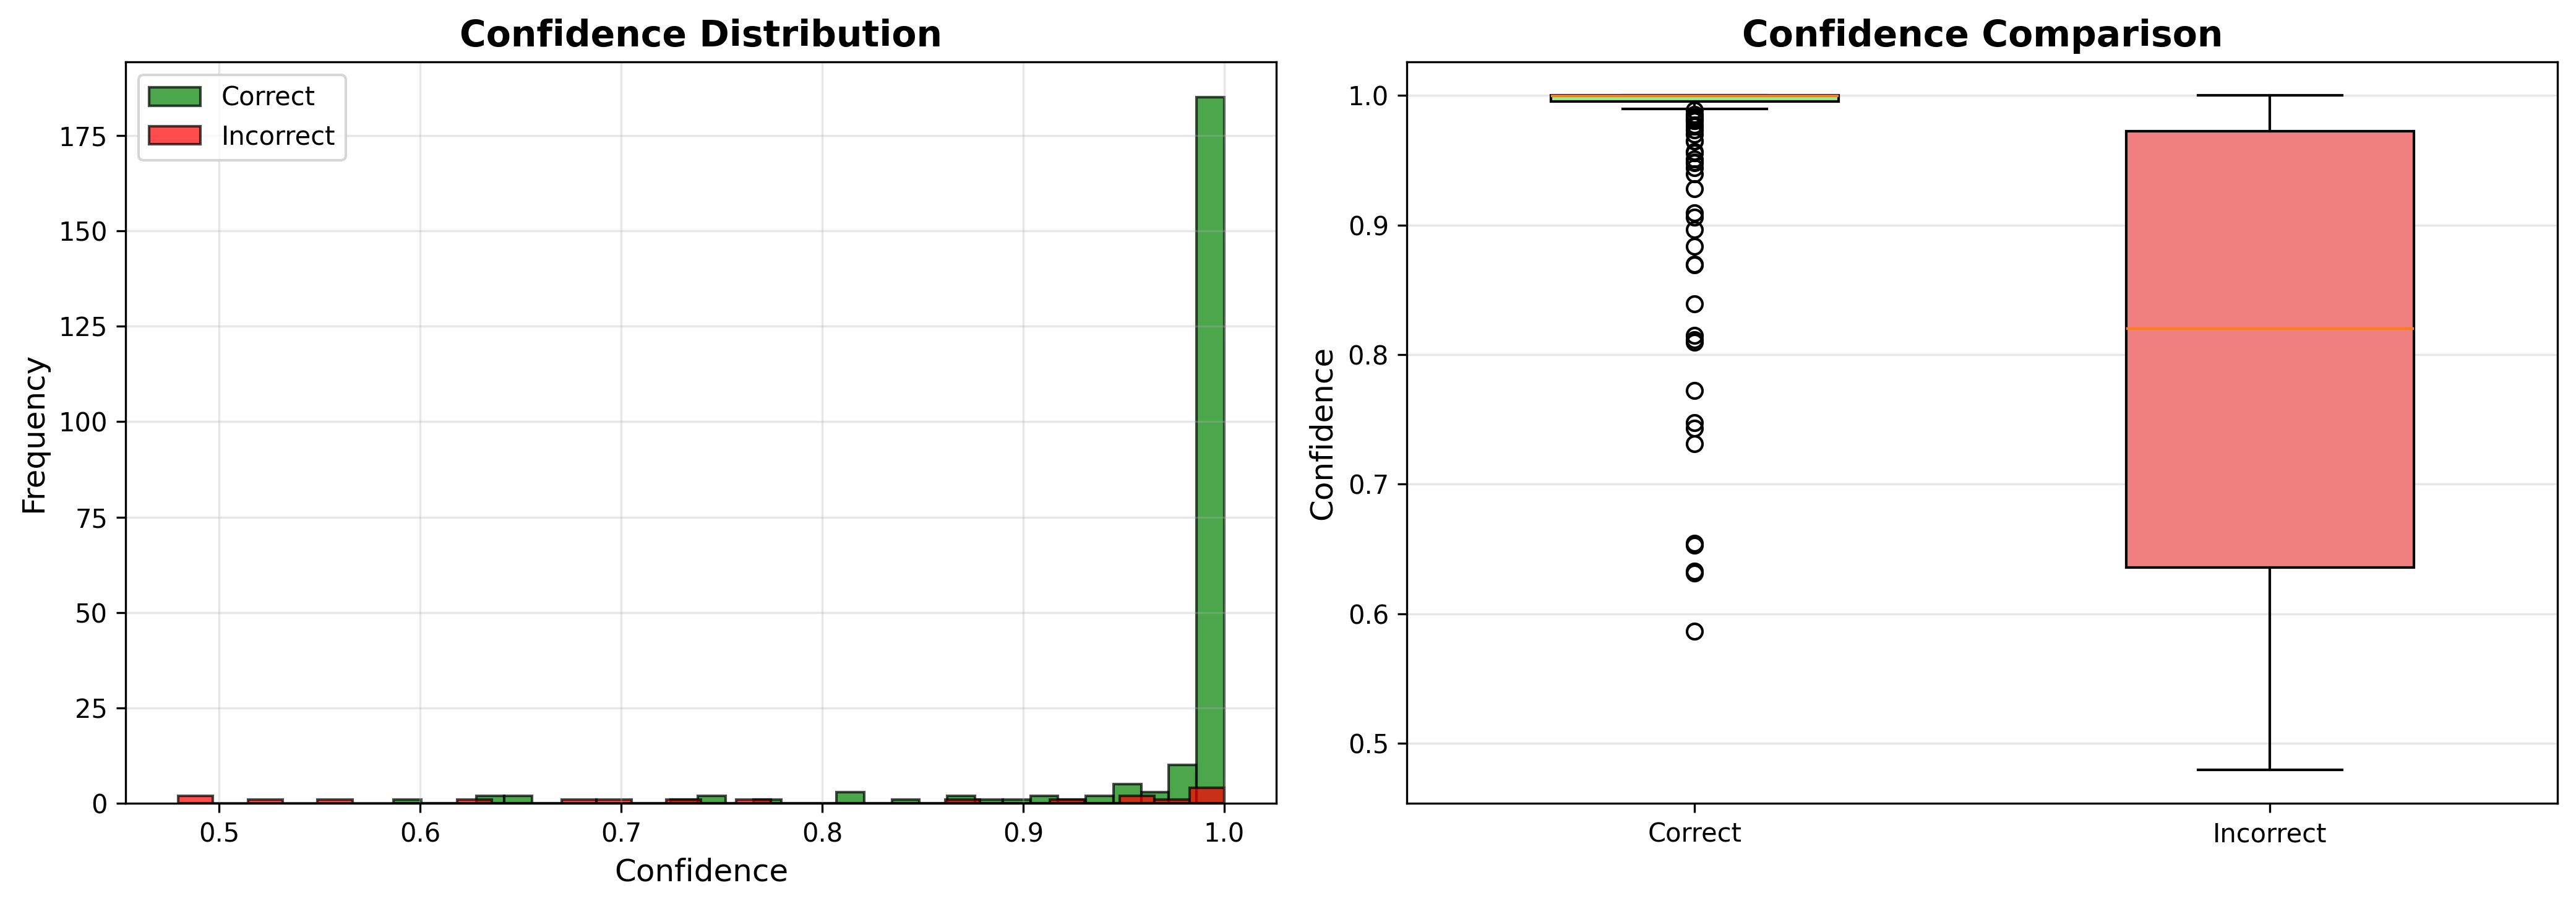 Confidence Distribution
Correct
Incorrect
175
150
125
100
75
50
25
0
Frequency
0.5 0.6 0.7 0.8 0.9 1.0
Confidence
Confidence Comparison
1.0
0.9
0.8
0.7
0.6
0.5
Confidence
Correct Incorrect